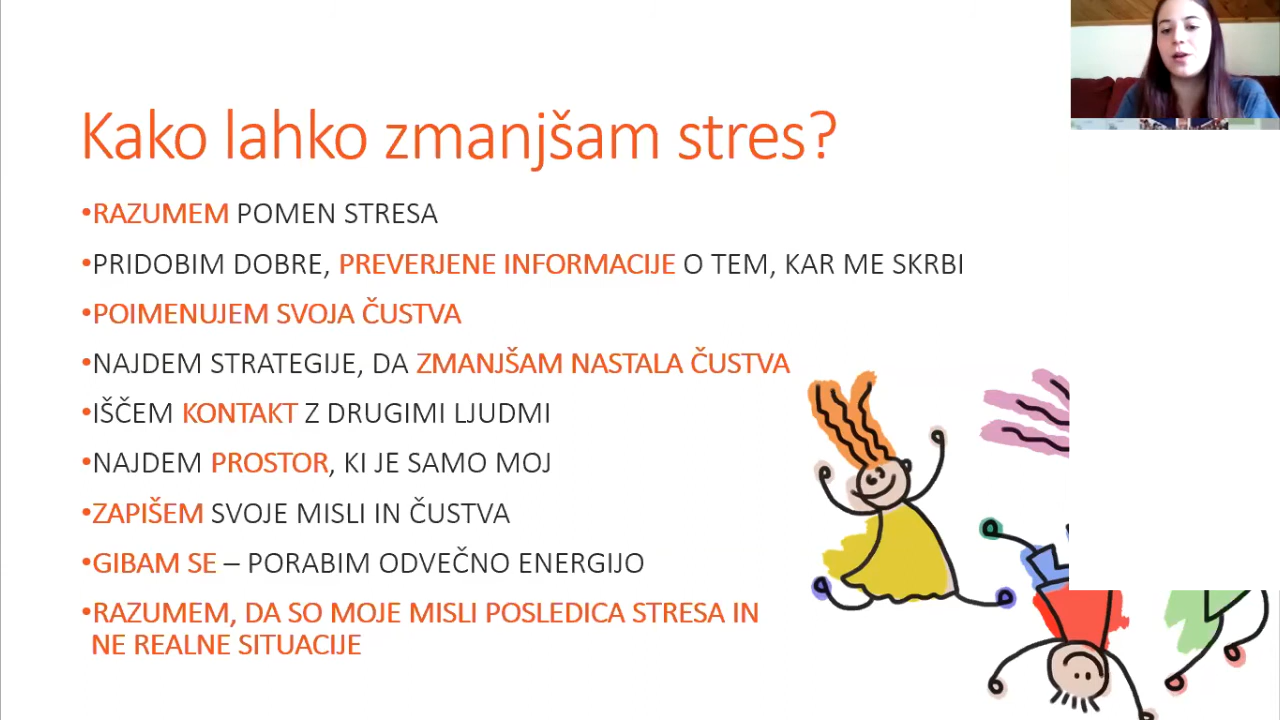 Kako lahko zmanjšam stres?
•RAZUMEM POMEN STRESA
•PRIDOBIM DOBRE, PREVERJENE INFORMACIJE O TEM, KAR ME SKRBI
•POIMENUJEM SVOJA ČUSTVA
•NAJDEM STRATEGIJE, DA ZMANJŠAM NASTALA ČUSTVA
•IŠČEM KONTAKT Z DRUGIMI LJUDMI
•NAJDEM PROSTOR, KI JE SAMO MOJ
•ZAPIŠEM SVOJE MISLI IN ČUSTVA
•GIBAM SE – PORABIM ODVEČNO ENERGIJO
•RAZUMEM, DA SO MOJE MISLI POSLEDICA STRESA IN
NE REALNE SITUACIJE